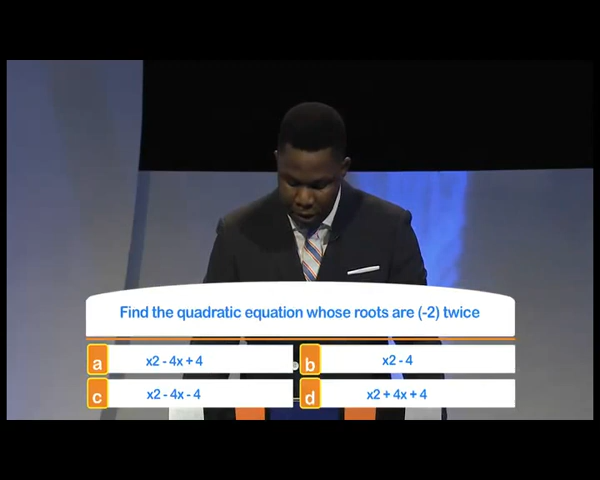 Find the quadratic equation whose roots are (-2) twice
a x2 - 4x + 4
b x2 - 4
c x2 - 4x - 4
d x2 + 4x + 4